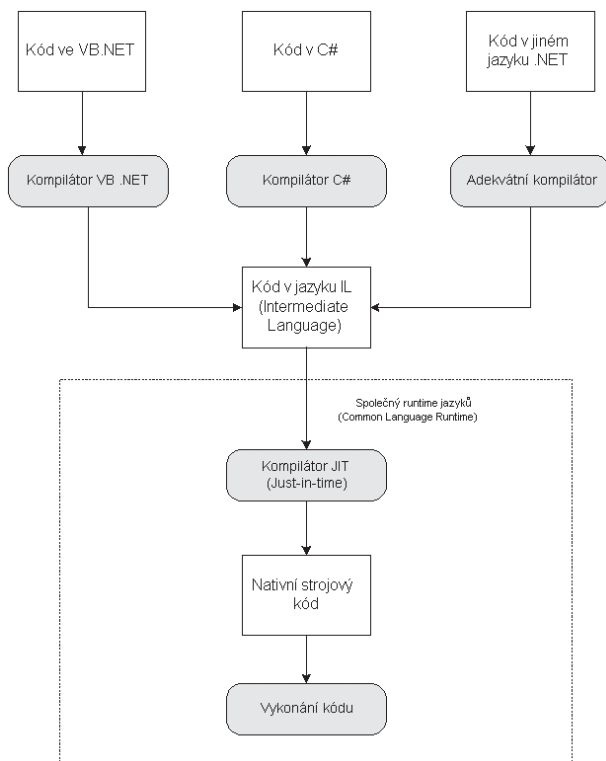 Kód ve VB.NET
Kód v C#
Kód v jiném
jazyku .NET
Kompilátor VB .NET
Kompilátor C#
Adekvátní kompilátor
Kód v jazyku IL
(Intermediate
Language)
Společný runtime jazyků
(Common Language Runtime)
Kompilátor JIT
(Just-in-time)
Nativní strojový
kód
Vykonání kódu